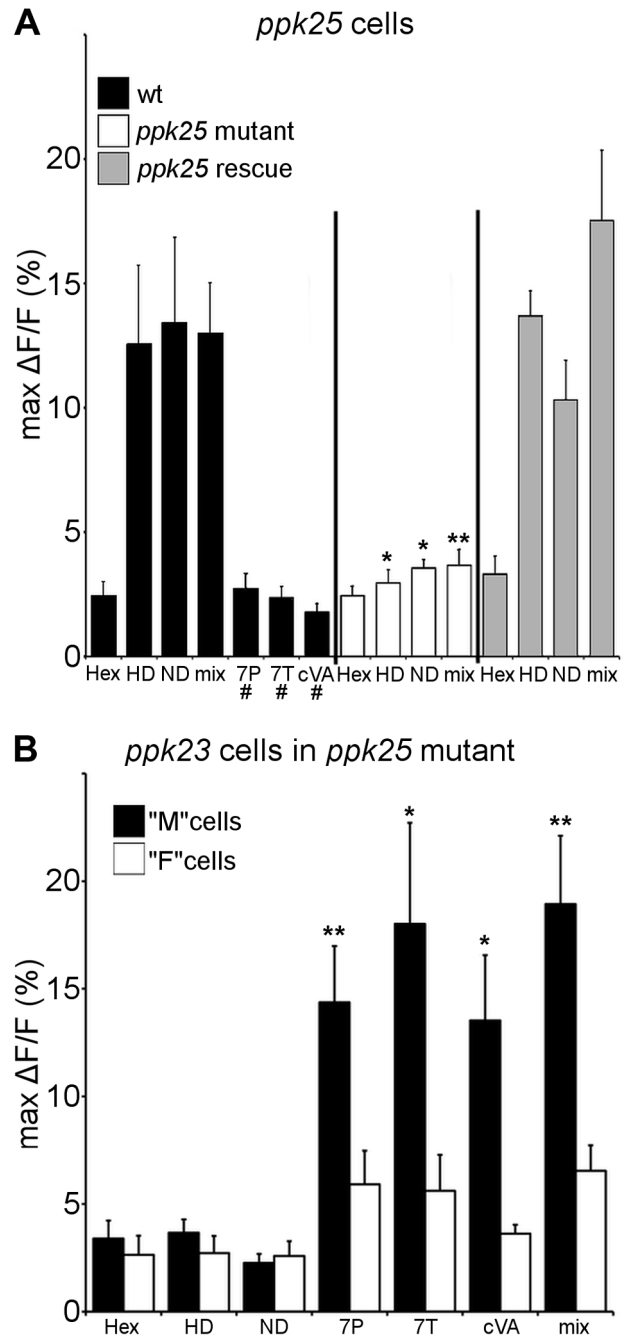 A
ppk25 cells
wt
ppk25 mutant
ppk25 rescue
max ΔF/F (%)
20
15
10
5
0
* * **
Hex HD ND mix 7P 7T cVA Hex HD ND mix Hex HD ND mix
# # #
B
ppk23 cells in ppk25 mutant
"M"cells
"F"cells
max ΔF/F (%)
20
15
10
5
0
** * * **
Hex HD ND 7P 7T cVA mix